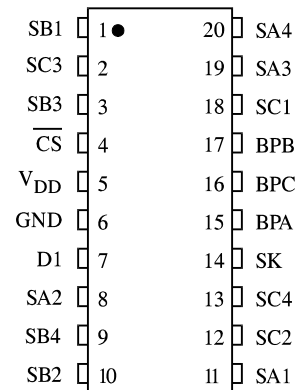 SB1 1 20 SA4
SC3 2 19 SA3
SB3 3 18 SC1
CS 4 17 BPB
VDD 5 16 BPC
GND 6 15 BPA
D1 7 14 SK
SA2 8 13 SC4
SB4 9 12 SC2
SB2 10 11 SA1